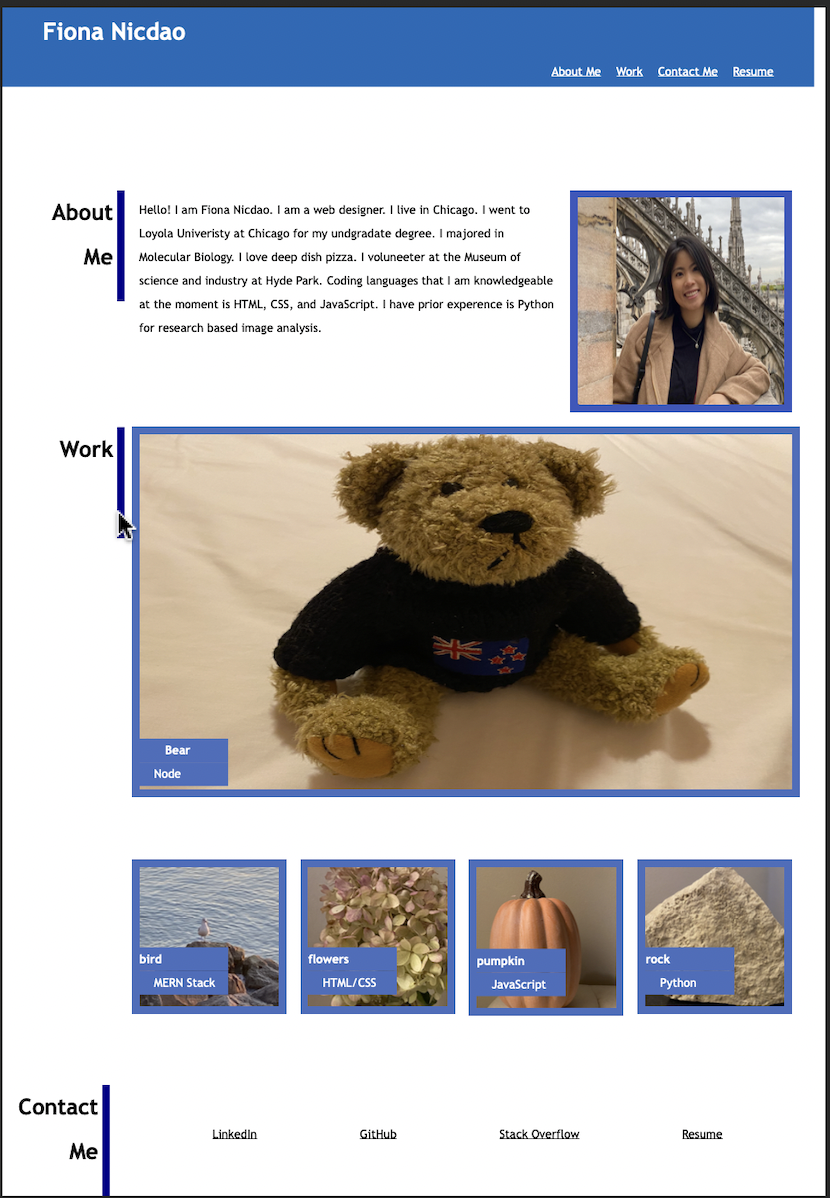 Fiona Nicdao
About Me Work Contact Me Resume
About
Me
Hello! I am Fiona Nicdao. I am a web designer. I live in Chicago. I went to
Loyola Univeristy at Chicago for my undgradate degree. I majored in
Molecular Biology. I love deep dish pizza. I voluneeter at the Museum of
science and industry at Hyde Park. Coding languages that I am knowledgeable
at the moment is HTML, CSS, and JavaScript. I have prior experence is Python
for research based image analysis.
Work
Bear
Node
bird
MERN Stack
flowers
HTML/CSS
pumpkin
JavaScript
rock
Python
Contact
Me
LinkedIn GitHub Stack Overflow Resume